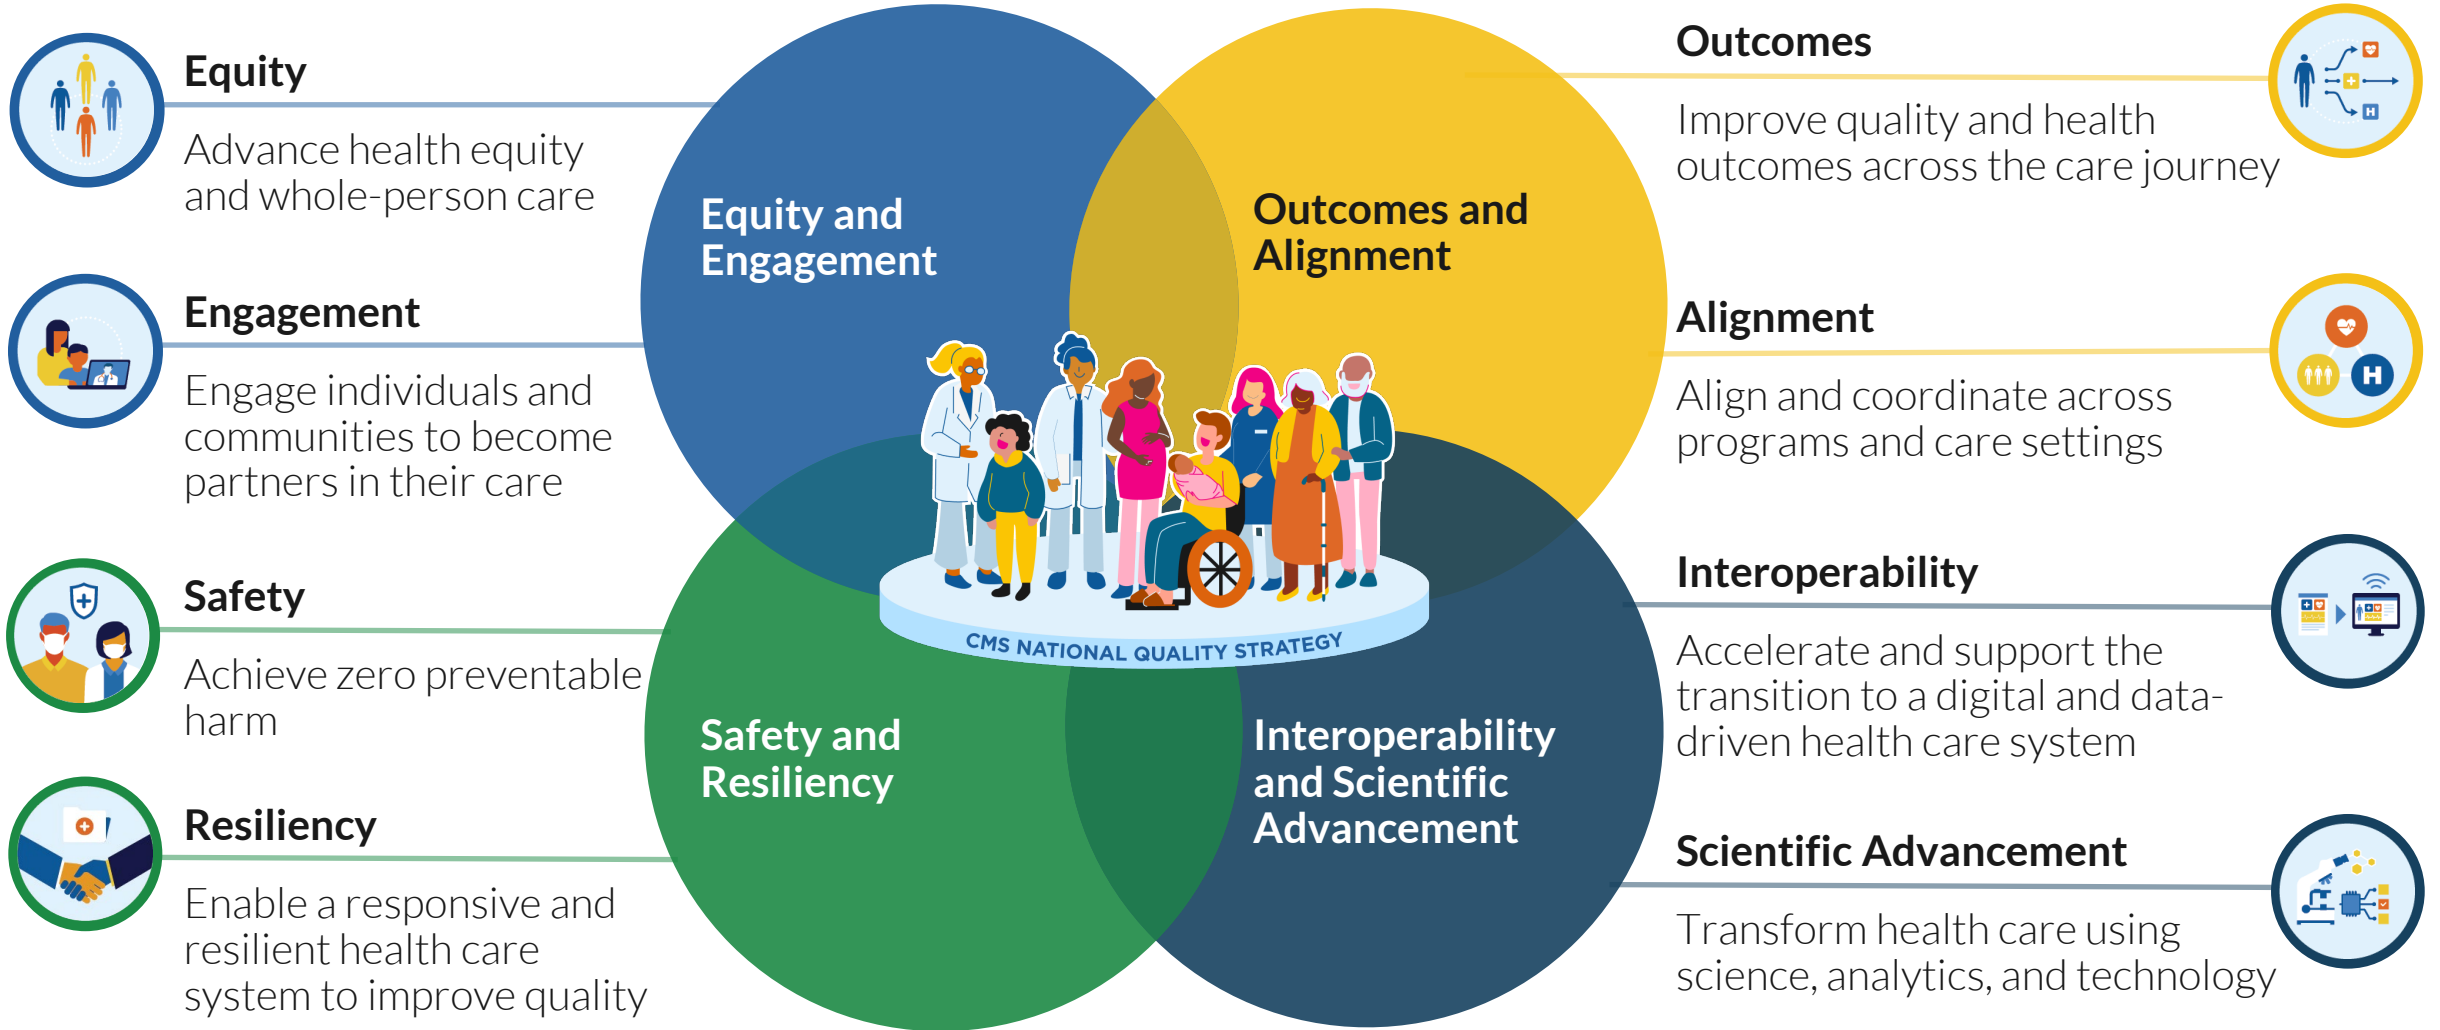 Equity
Advance health equity
and whole-person care
Engagement
Engage individuals and
communities to become
partners in their care
Safety
Achieve zero preventable
harm
Resiliency
Enable a responsive and
resilient health care
system to improve quality
Equity and
Engagement
Outcomes and
Alignment
Safety and
Resiliency
Interoperability
and Scientific
Advancement
CMS NATIONAL QUALITY STRATEGY
Outcomes
Improve quality and health
outcomes across the care journey
H
Alignment
Align and coordinate across
programs and care settings
H
Interoperability
Accelerate and support the
transition to a digital and data-
driven health care system
Scientific Advancement
Transform health care using
science, analytics, and technology